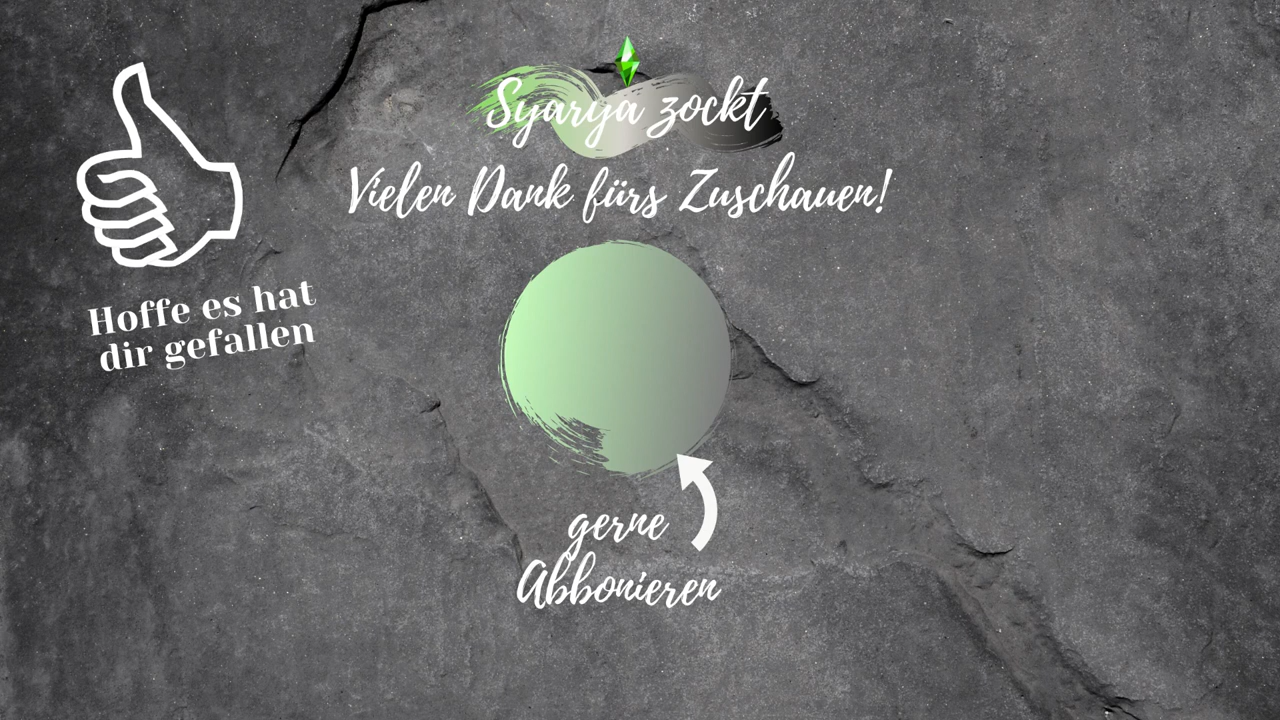 Syarya zockt
Vielen Dank fürs Zuschauen!
Hoffe es hat
dir gefallen
gerne
Abbonieren